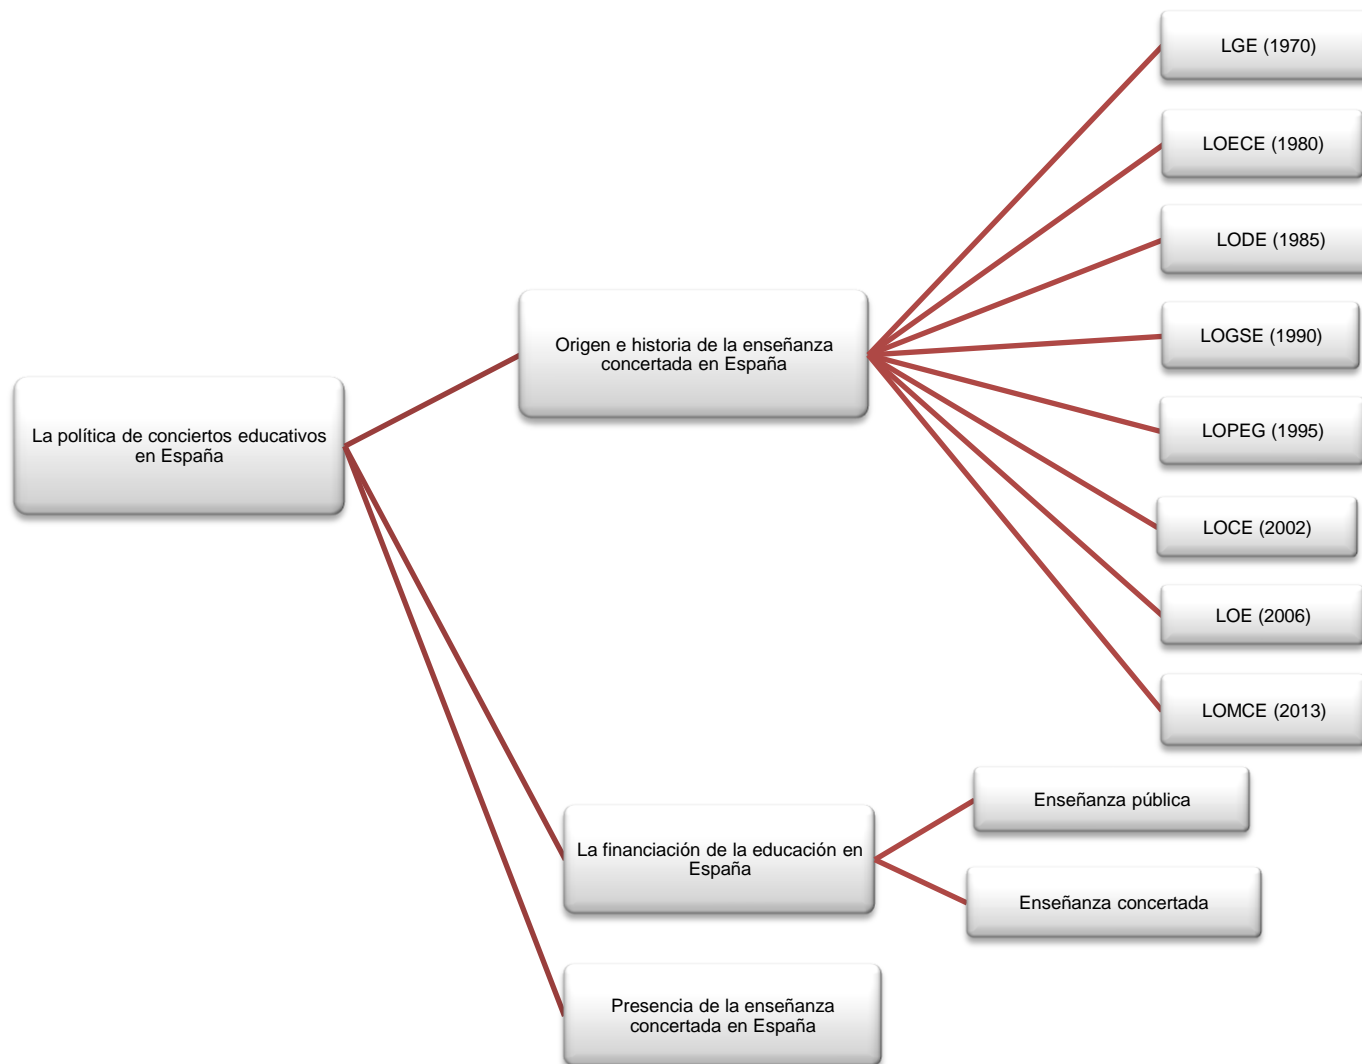 La política de conciertos educativos
en España
Origen e historia de la enseñanza
concertada en España
LGE (1970)
LOECE (1980)
LODE (1985)
LOGSE (1990)
LOPEG (1995)
LOCE (2002)
LOE (2006)
LOMCE (2013)
La financiación de la educación en
España
Enseñanza pública
Enseñanza concertada
Presencia de la enseñanza
concertada en España